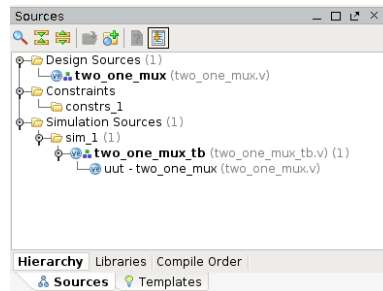 Sources
Design Sources (1)
two_one_mux (two_one_mux.v)
Constraints
constrs_1
Simulation Sources (1)
sim_1 (1)
two_one_mux_tb (two_one_mux_tb.v) (1)
uut - two_one_mux (two_one_mux.v)
Hierarchy Libraries Compile Order
Sources Templates